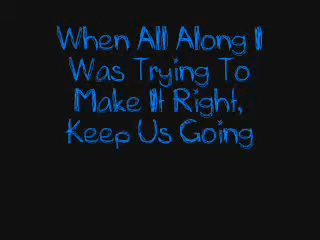 When All Along I
Was Trying To
Make It Right,
Keep Us Going